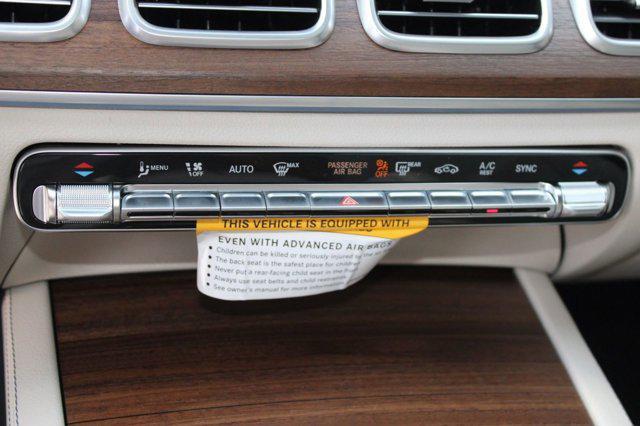 MENU
OFF
AUTO
MAX
PASSENGER
AIR BAG
OFF
REAR
A/C
REST
SYNC
THIS VEHICLE IS EQUIPPED WITH
EVEN WITH ADVANCED AIR BAGS
• Children can be killed or seriously injured by the air
• The back seat is the safest place for children
• Never put a rear-facing child seat in the front
• Always use seat belts and child restraints
• See owner's manual for more information